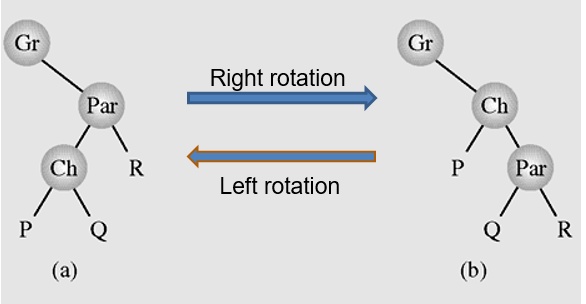 Gr
Par
Ch
R
P
Q
(a)
Right rotation
Left rotation
Gr
Ch
P
Par
Q
R
(b)